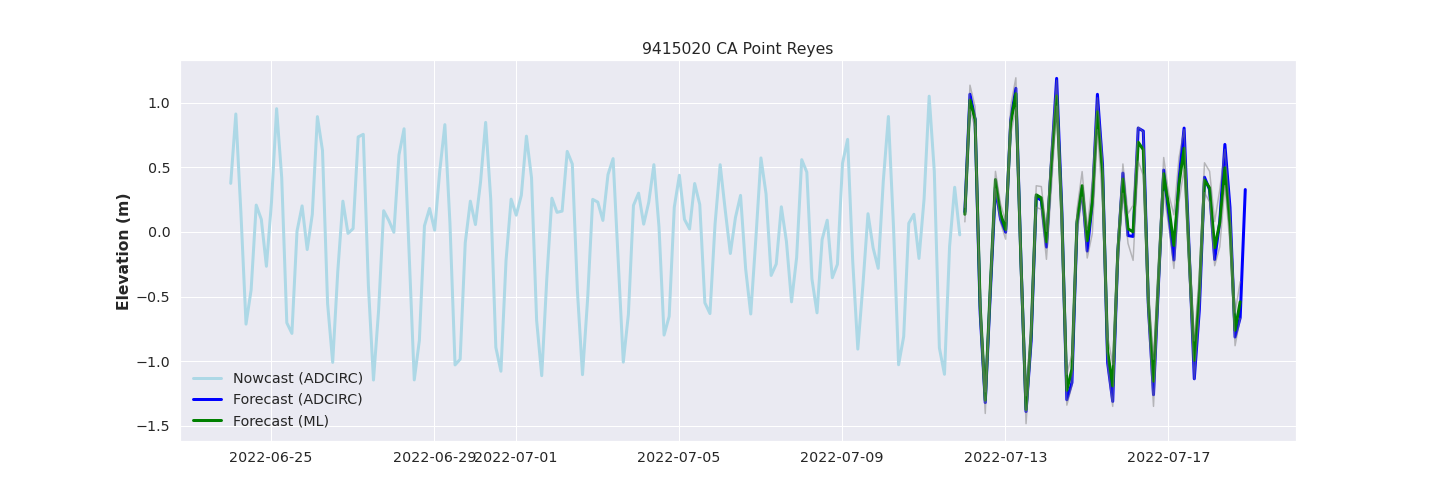 9415020 CA Point Reyes
Elevation (m)
1.0
0.5
0.0
−0.5
−1.0
−1.5
Nowcast (ADCIRC)
Forecast (ADCIRC)
Forecast (ML)
2022-06-25 2022-06-29 2022-07-01 2022-07-05 2022-07-09 2022-07-13 2022-07-17